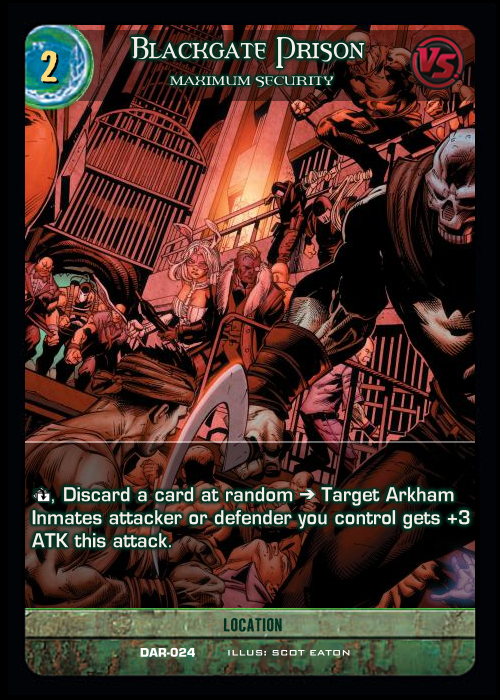 2
Blackgate Prison
VS
MAXIMUM SECURITY
, Discard a card at random ➔ Target Arkham
Inmates attacker or defender you control gets +3
ATK this attack.
LOCATION
DAR-024 ILLUS: SCOT EATON